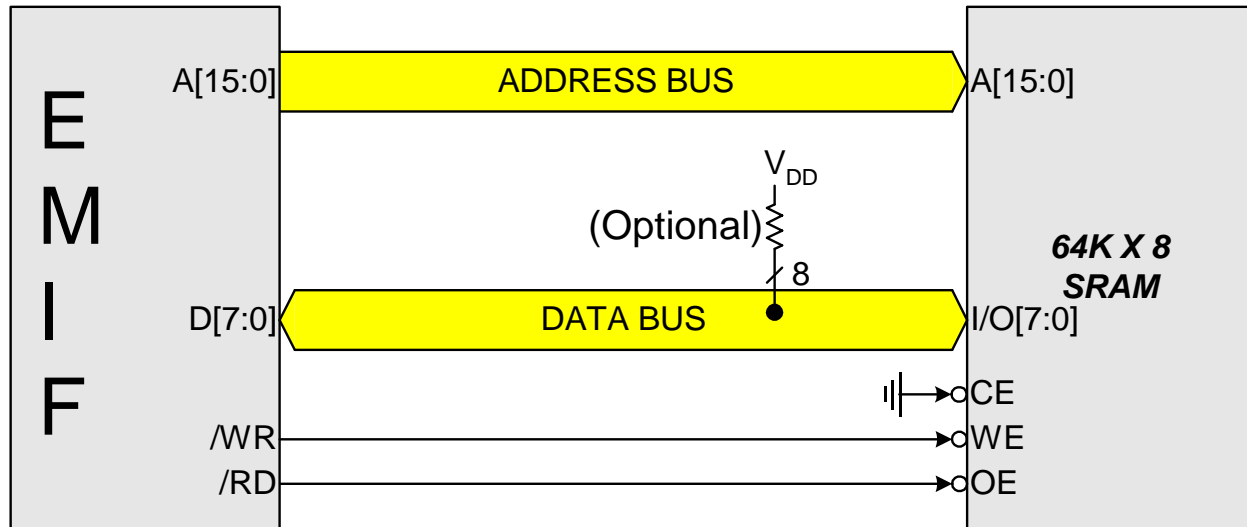 EMIF
A[15:0]
ADDRESS BUS
A[15:0]
VDD
(Optional)
8
64K X 8
SRAM
D[7:0]
DATA BUS
I/O[7:0]
CE
/WR
WE
/RD
OE